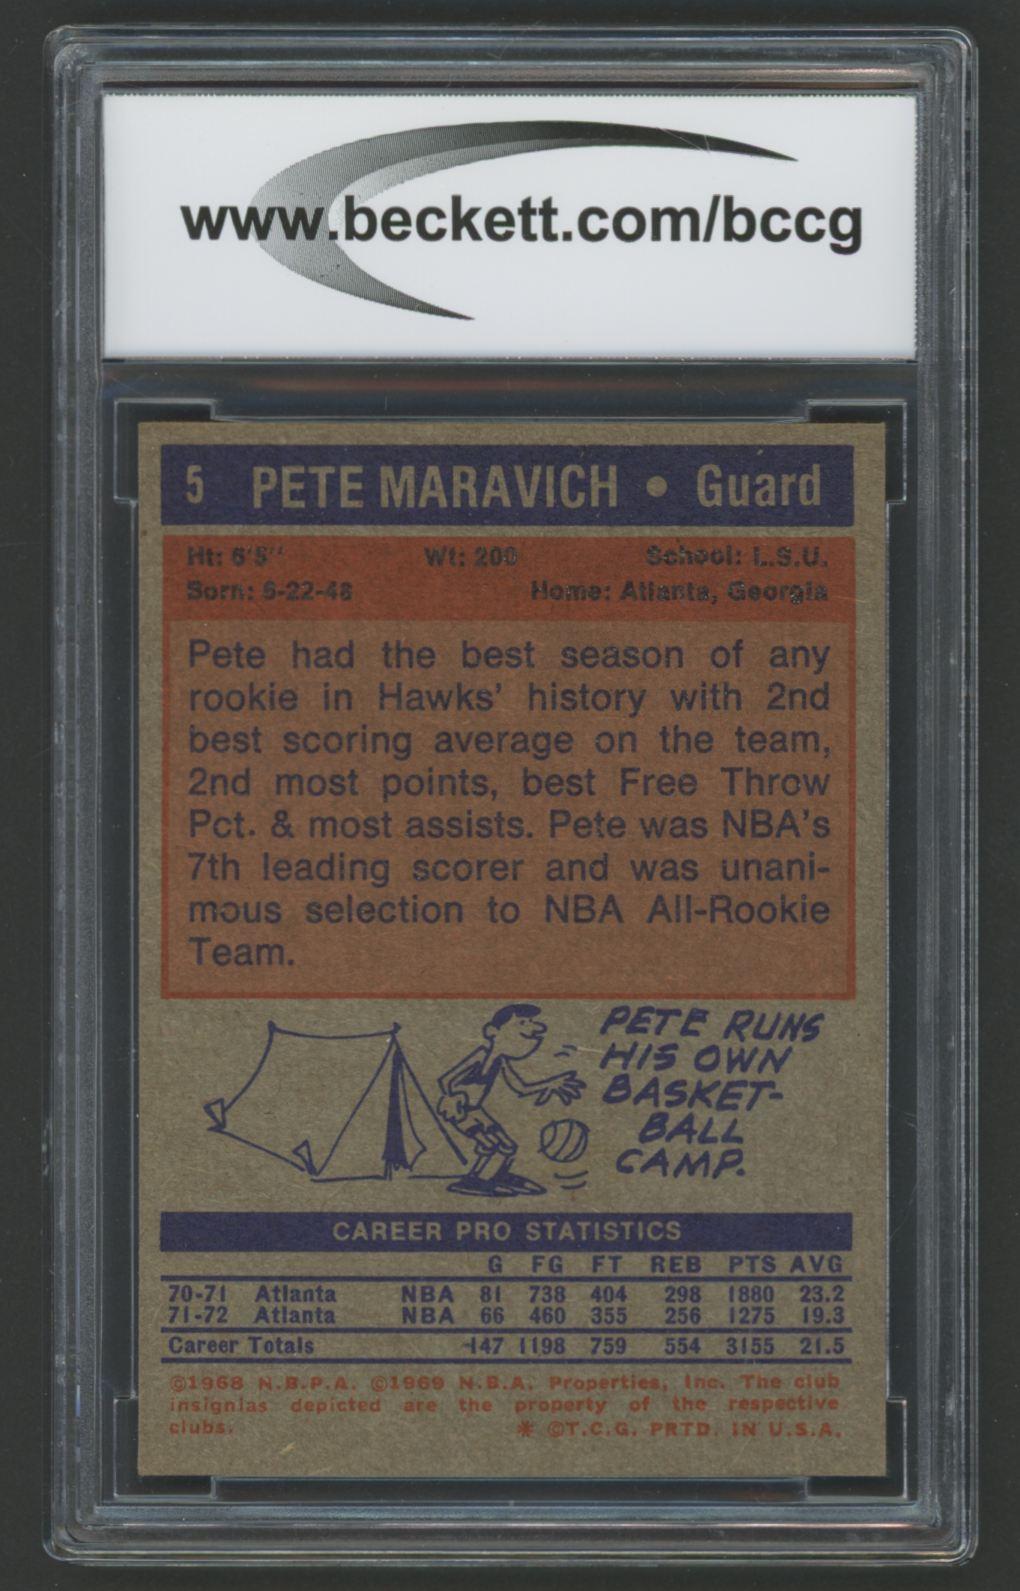 www.beckett.com/bccg
5 PETE MARAVICH • Guard
Ht: 6'5" Wt: 200 School: L.S.U.
Born: 6-22-48 Home: Atlanta, Georgia
Pete had the best season of any
rookie in Hawks' history with 2nd
best scoring average on the team,
2nd most points, best Free Throw
Pct. & most assists. Pete was NBA's
7th leading scorer and was unani-
mous selection to NBA All-Rookie
Team.
PETE RUNS
HIS OWN
BASKET-
BALL
CAMP.
CAREER PRO STATISTICS
G FG FT REB PTS AVG
70-71 Atlanta NBA 81 738 404 298 1880 23.2
71-72 Atlanta NBA 66 460 355 256 1275 19.3
Career Totals 147 1198 759 554 3155 21.5
©1968 N.B.P.A. ©1969 N.B.A. Properties, Inc. The club
insignias depicted are the property of the respective
clubs. * ©T.C.G. PRTD. IN U.S.A.